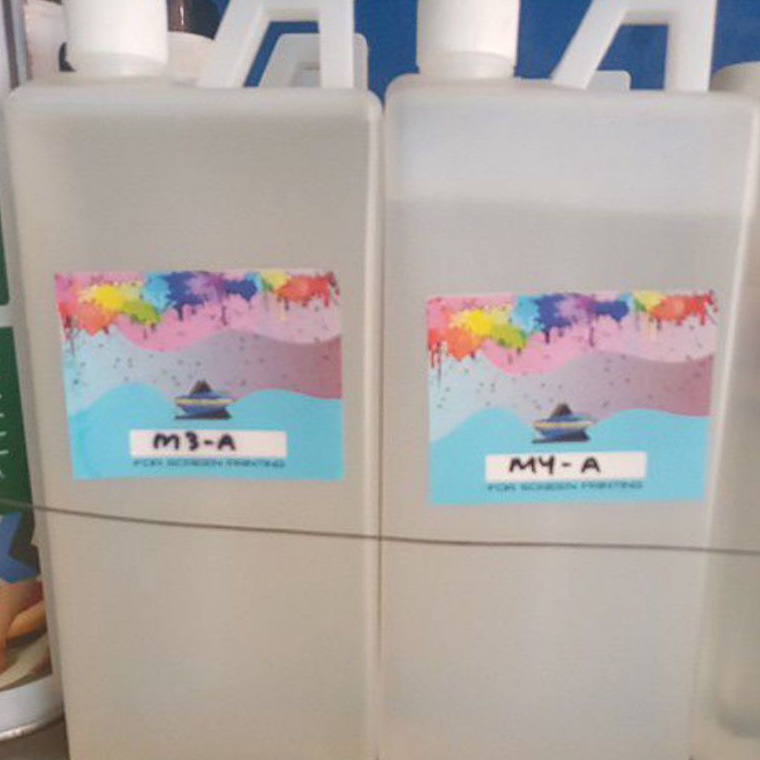 M3-A
FOR SCREEN PRINTING
M4-A
FOR SCREEN PRINTING